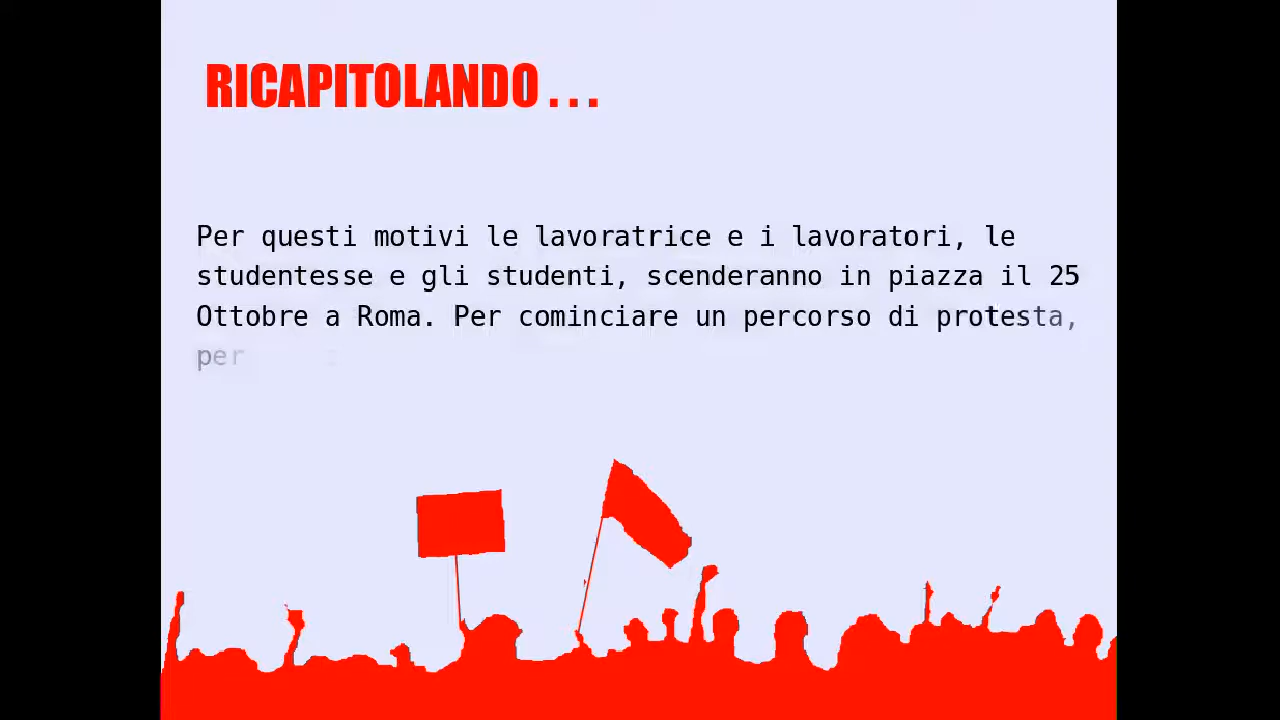 RICAPITOLANDO...
Per questi motivi le lavoratrice e i lavoratori, le
studentesse e gli studenti, scenderanno in piazza il 25
Ottobre a Roma. Per cominciare un percorso di protesta,
per